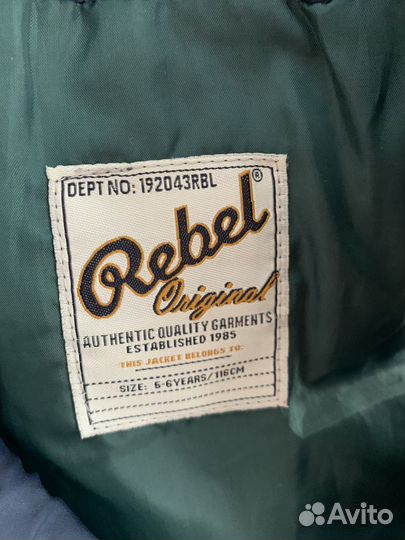 DEPT NO: 192043RBL
Rebel®
Original
AUTHENTIC QUALITY GARMENTS
ESTABLISHED 1985
THIS JACKET BELONGS TO:
SIZE: 5-6YEARS/116CM
Avito